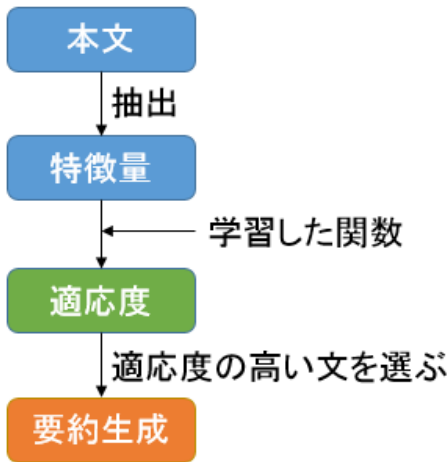 本文
抽出
特徴量
学習した関数
適応度
適応度の高い文を選ぶ
要約生成